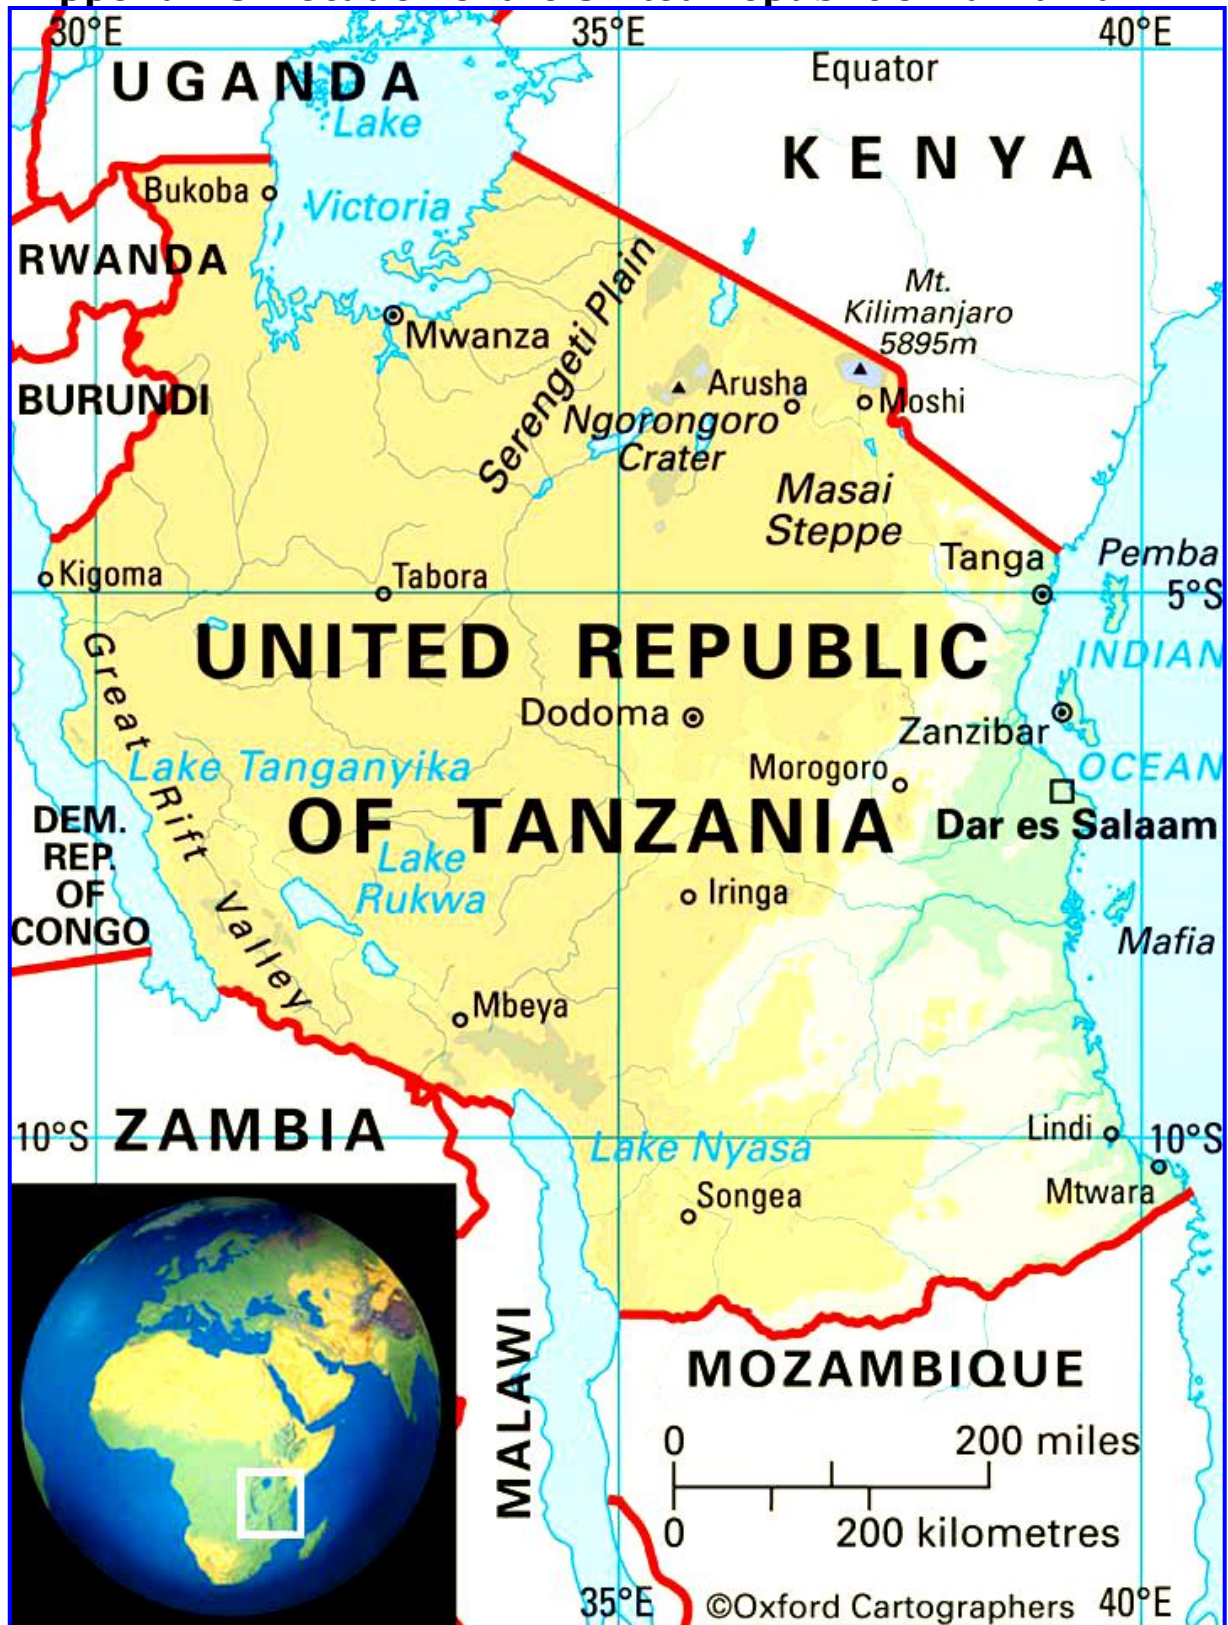 30°E 35°E 40°E
Equator
UGANDA
Lake
Victoria
KENYA
Bukoba
RWANDA
Mt.
Kilimanjaro
5895m
Mwanza
Serengeti Plain
BURUNDI
Arusha
Moshi
Ngorongoro
Crater
Masai
Steppe
Tanga
Pemba
Kigoma
Tabora
5°S
UNITED REPUBLIC
INDIAN
Great Rift Valley
Dodoma
Zanzibar
Lake Tanganyika
Morogoro
OCEAN
OF TANZANIA
Dar es Salaam
DEM.
REP.
OF
CONGO
Lake
Rukwa
Iringa
Mafia
Mbeya
10°S
ZAMBIA
Lindi
10°S
Lake Nyasa
Mtwara
Songea
MALAWI
MOZAMBIQUE
0 200 miles
0 200 kilometres
35°E ©Oxford Cartographers 40°E